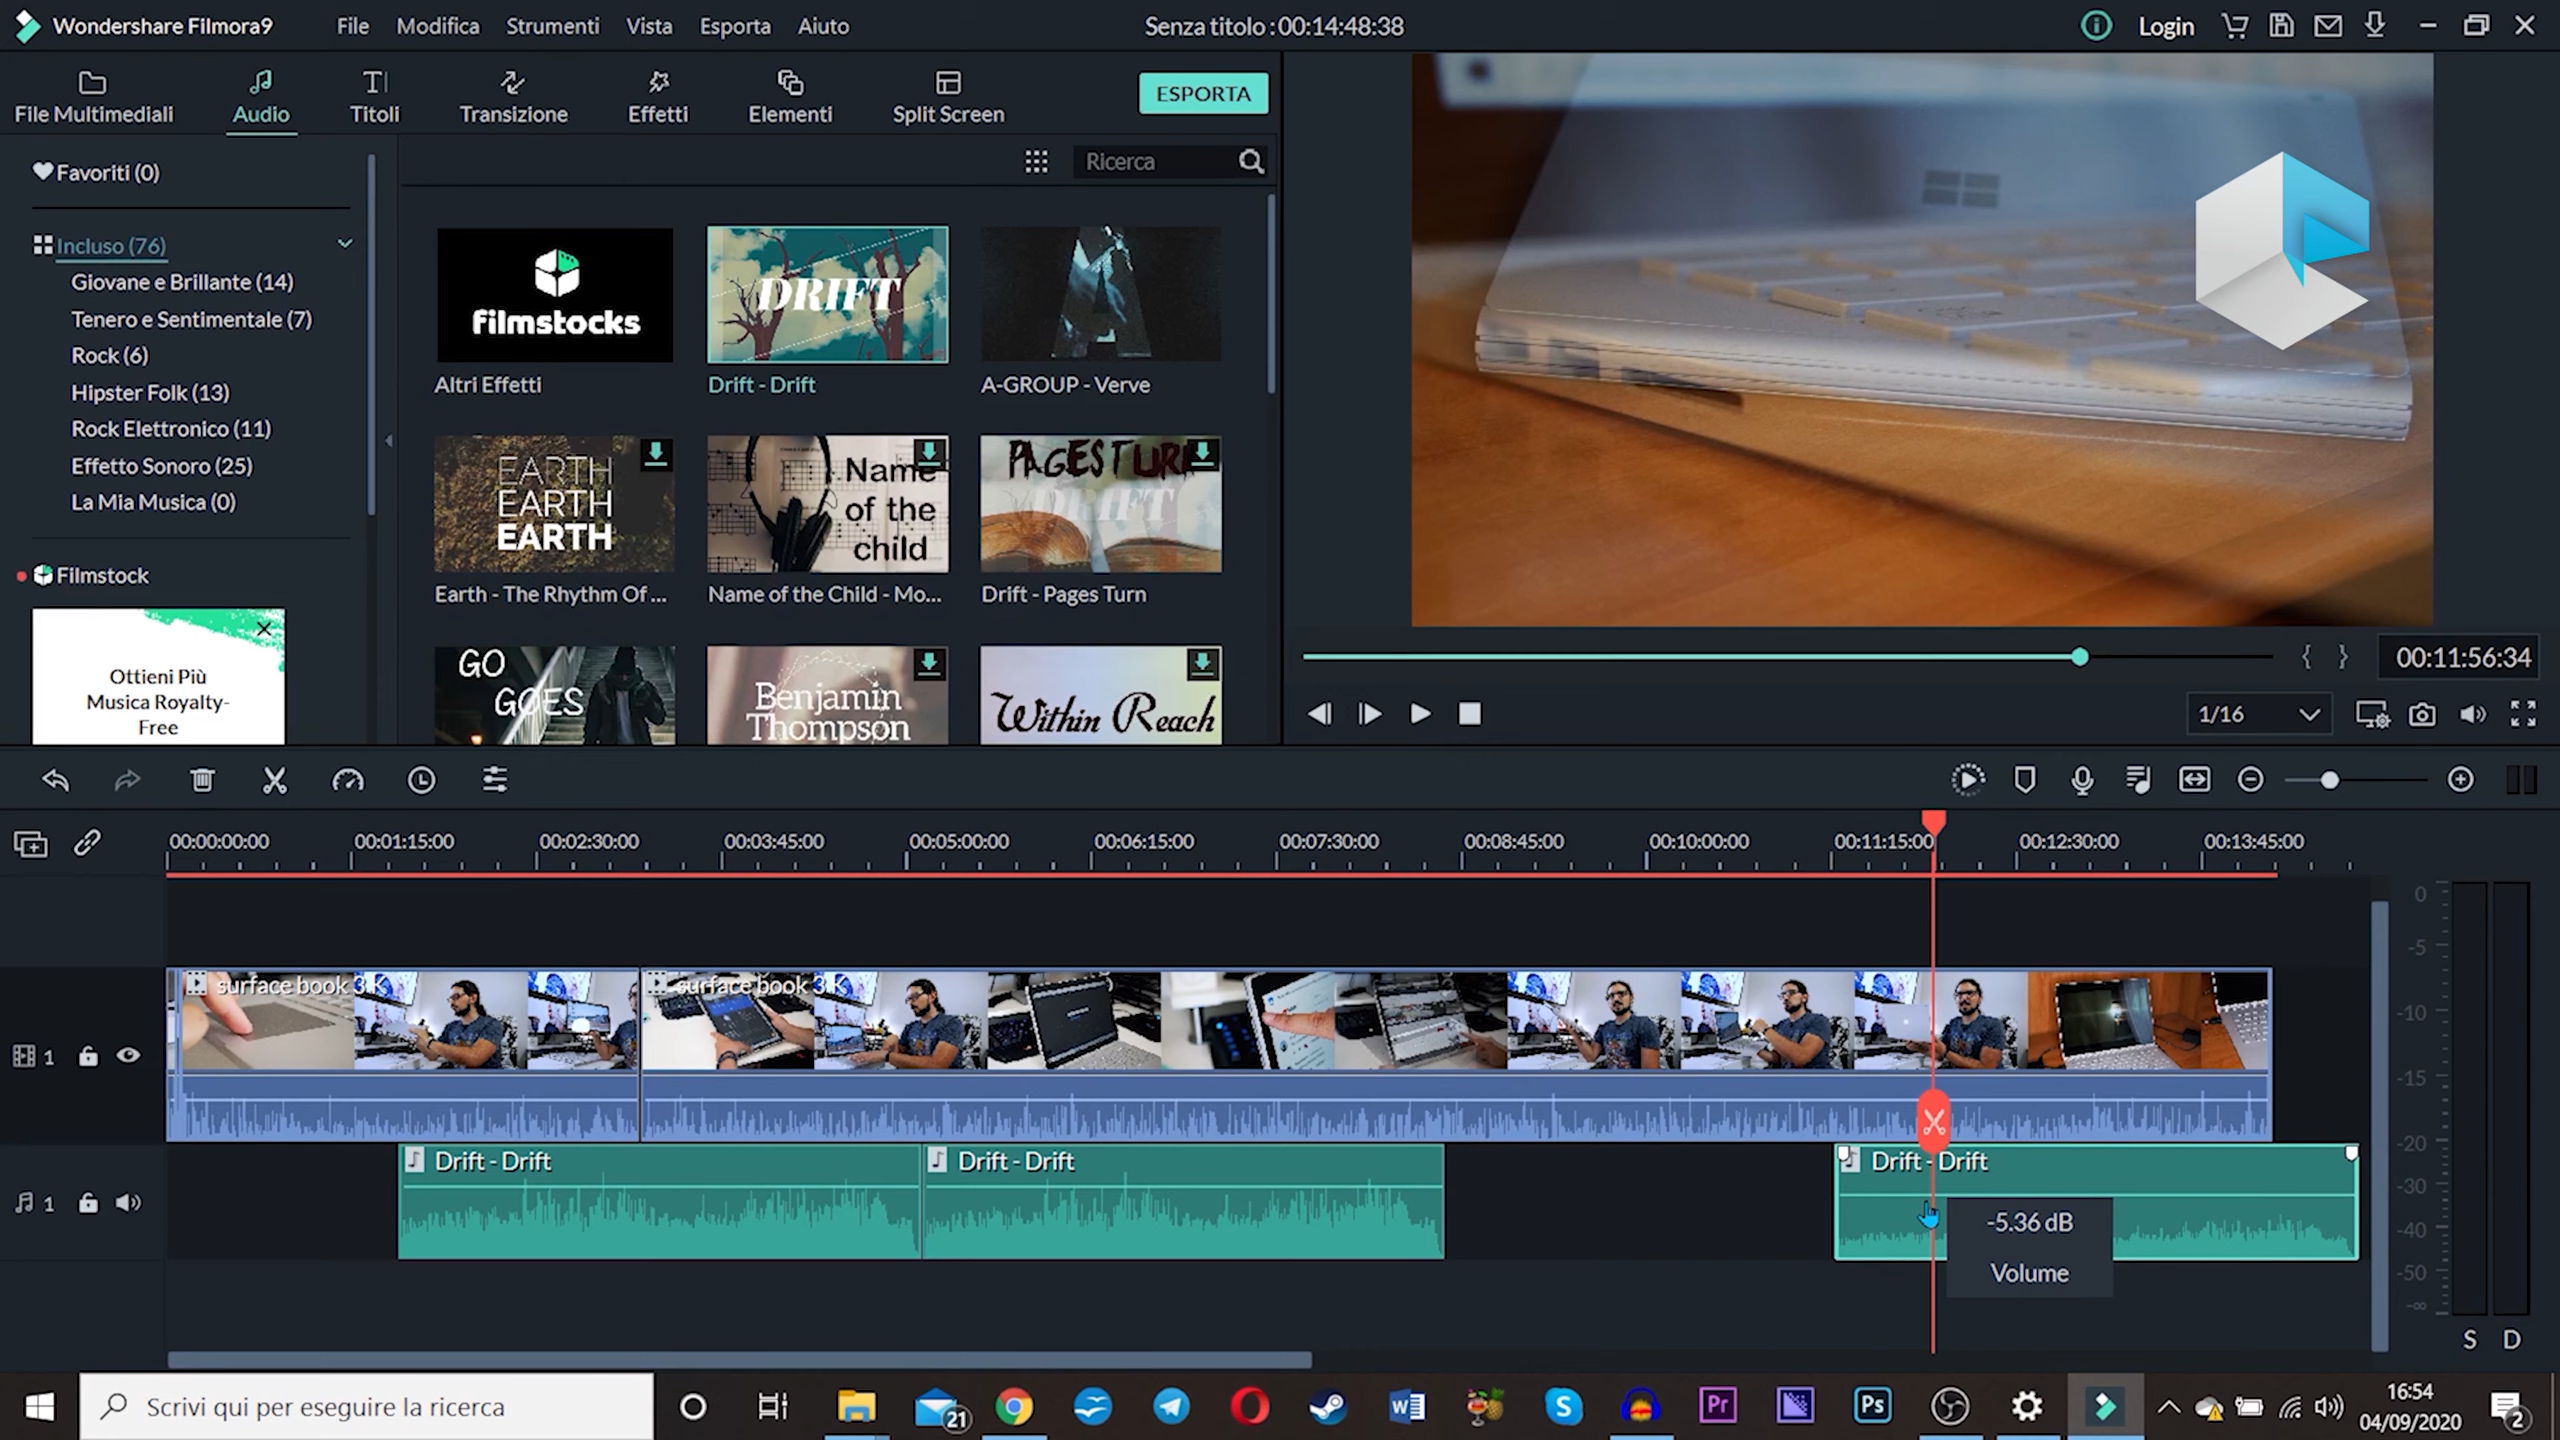 Wondershare Filmora9 File Modifica Strumenti Vista Esporta Aiuto Senza titolo : 00:14:48:38 Login
File Multimediali Audio Titoli Transizione Effetti Elementi Split Screen ESPORTA
Favoriti (0)
Ricerca
Incluso (76)
Giovane e Brillante (14)
Tenero e Sentimentale (7)
Rock (6)
Hipster Folk (13)
Rock Elettronico (11)
Effetto Sonoro (25)
La Mia Musica (0)
Filmstock
Ottieni Più
Musica Royalty-
Free
filmstocks
DRIFT
A
Altri Effetti Drift - Drift A-GROUP - Verve
EARTH
EARTH
EARTH
Name
of the
child
PAGES TURN
DRIFT
Earth - The Rhythm Of ... Name of the Child - Mo... Drift - Pages Turn
GO
GOES
Benjamin
Thompson
Within Reach
{ } 00:11:56:34
1/16
00:00:00:00 00:01:15:00 00:02:30:00 00:03:45:00 00:05:00:00 00:06:15:00 00:07:30:00 00:08:45:00 00:10:00:00 00:11:15:00 00:12:30:00 00:13:45:00
surface book 3 K surface book 3 K
1
Drift - Drift Drift - Drift Drift - Drift
1
-5.36 dB
Volume
0
-5
-10
-15
-20
-30
-40
-50
-∞
S D
Scrivi qui per eseguire la ricerca
21
W
S
Pr
Ps
16:54
04/09/2020
2